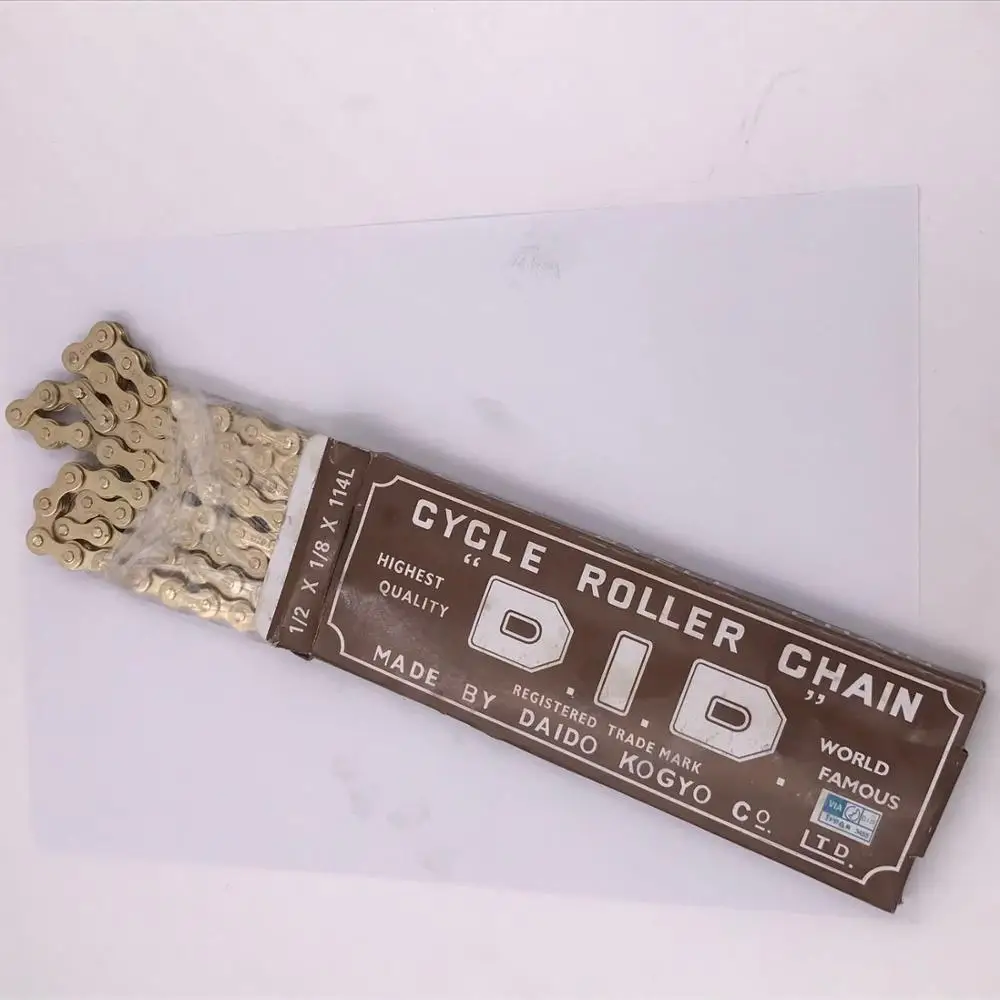 1/2 X 1/8 X 114L
CYCLE ROLLER CHAIN
HIGHEST
QUALITY
“D.I.D.”
REGISTERED TRADE MARK
MADE BY DAIDO KOGYO Co. LTD.
WORLD
FAMOUS
VIA